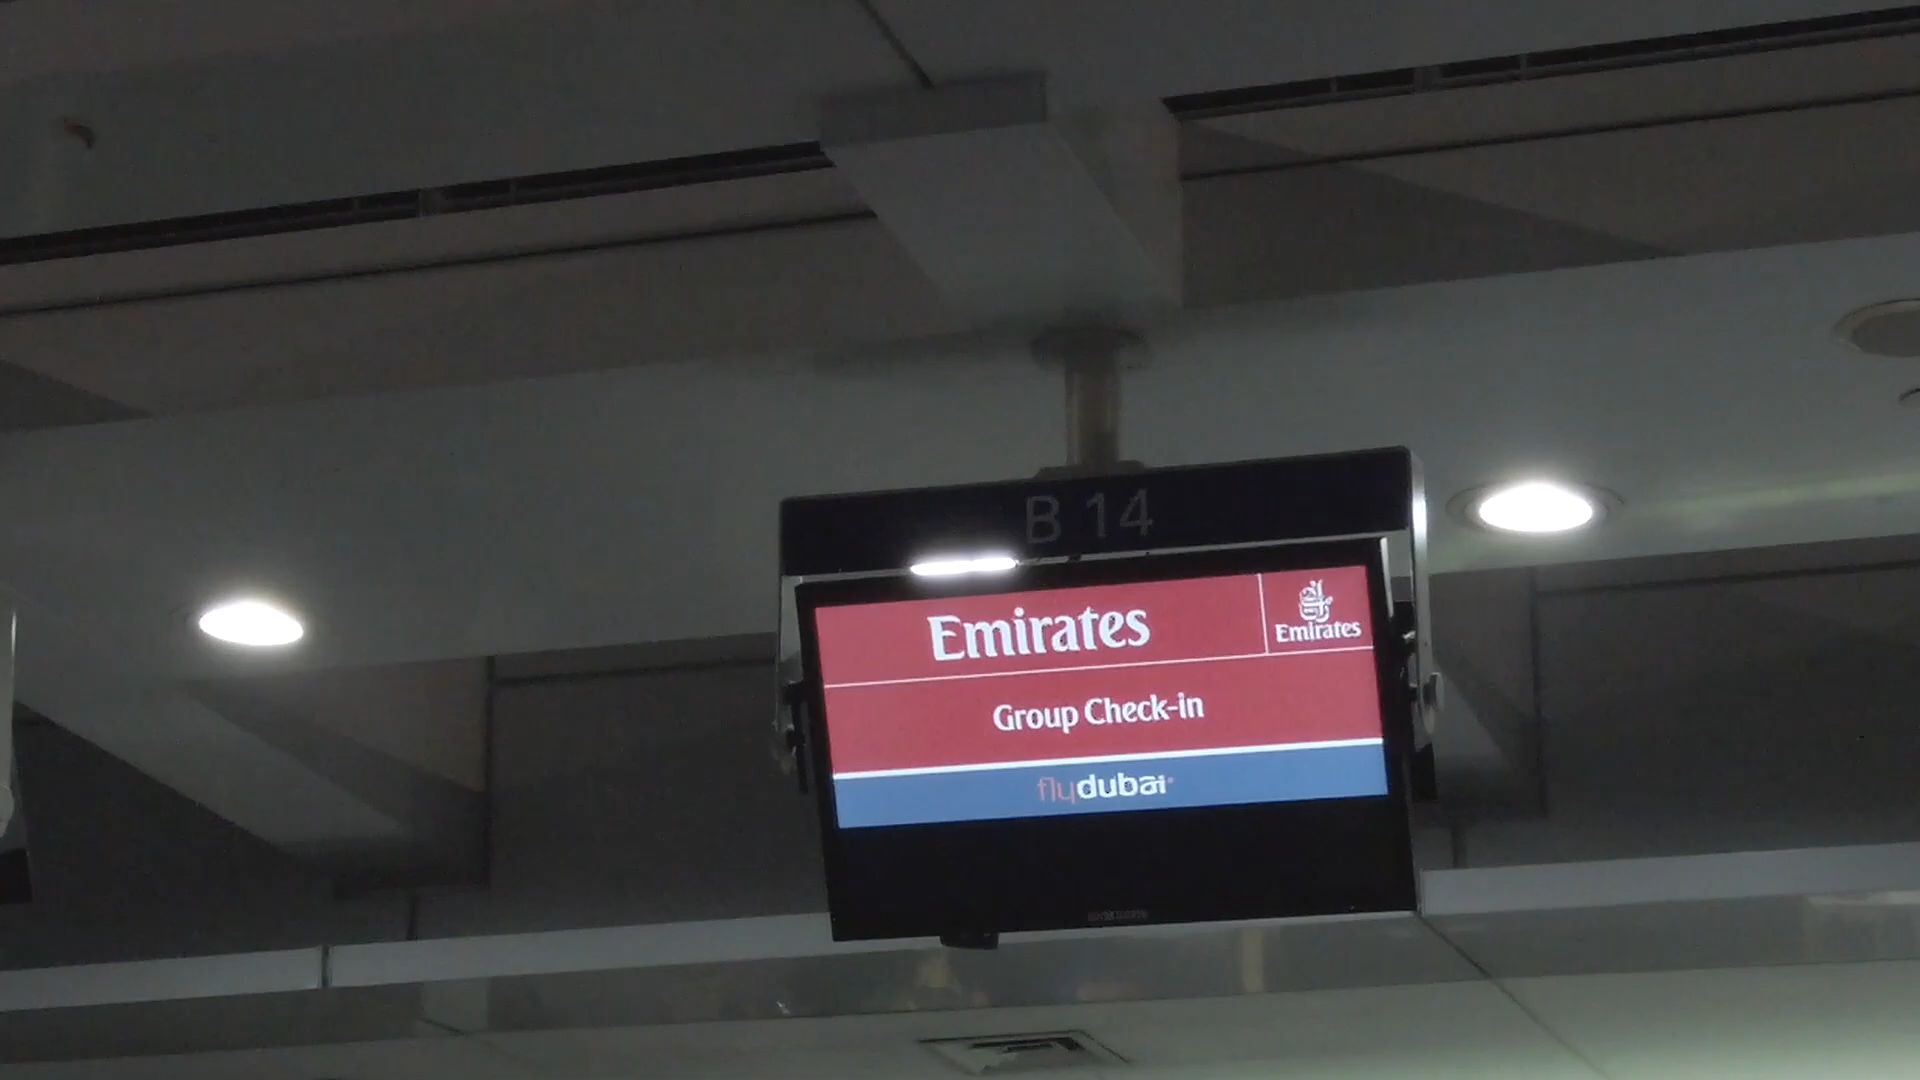 B 14
Emirates
Emirates
Group Check-in
flydubai